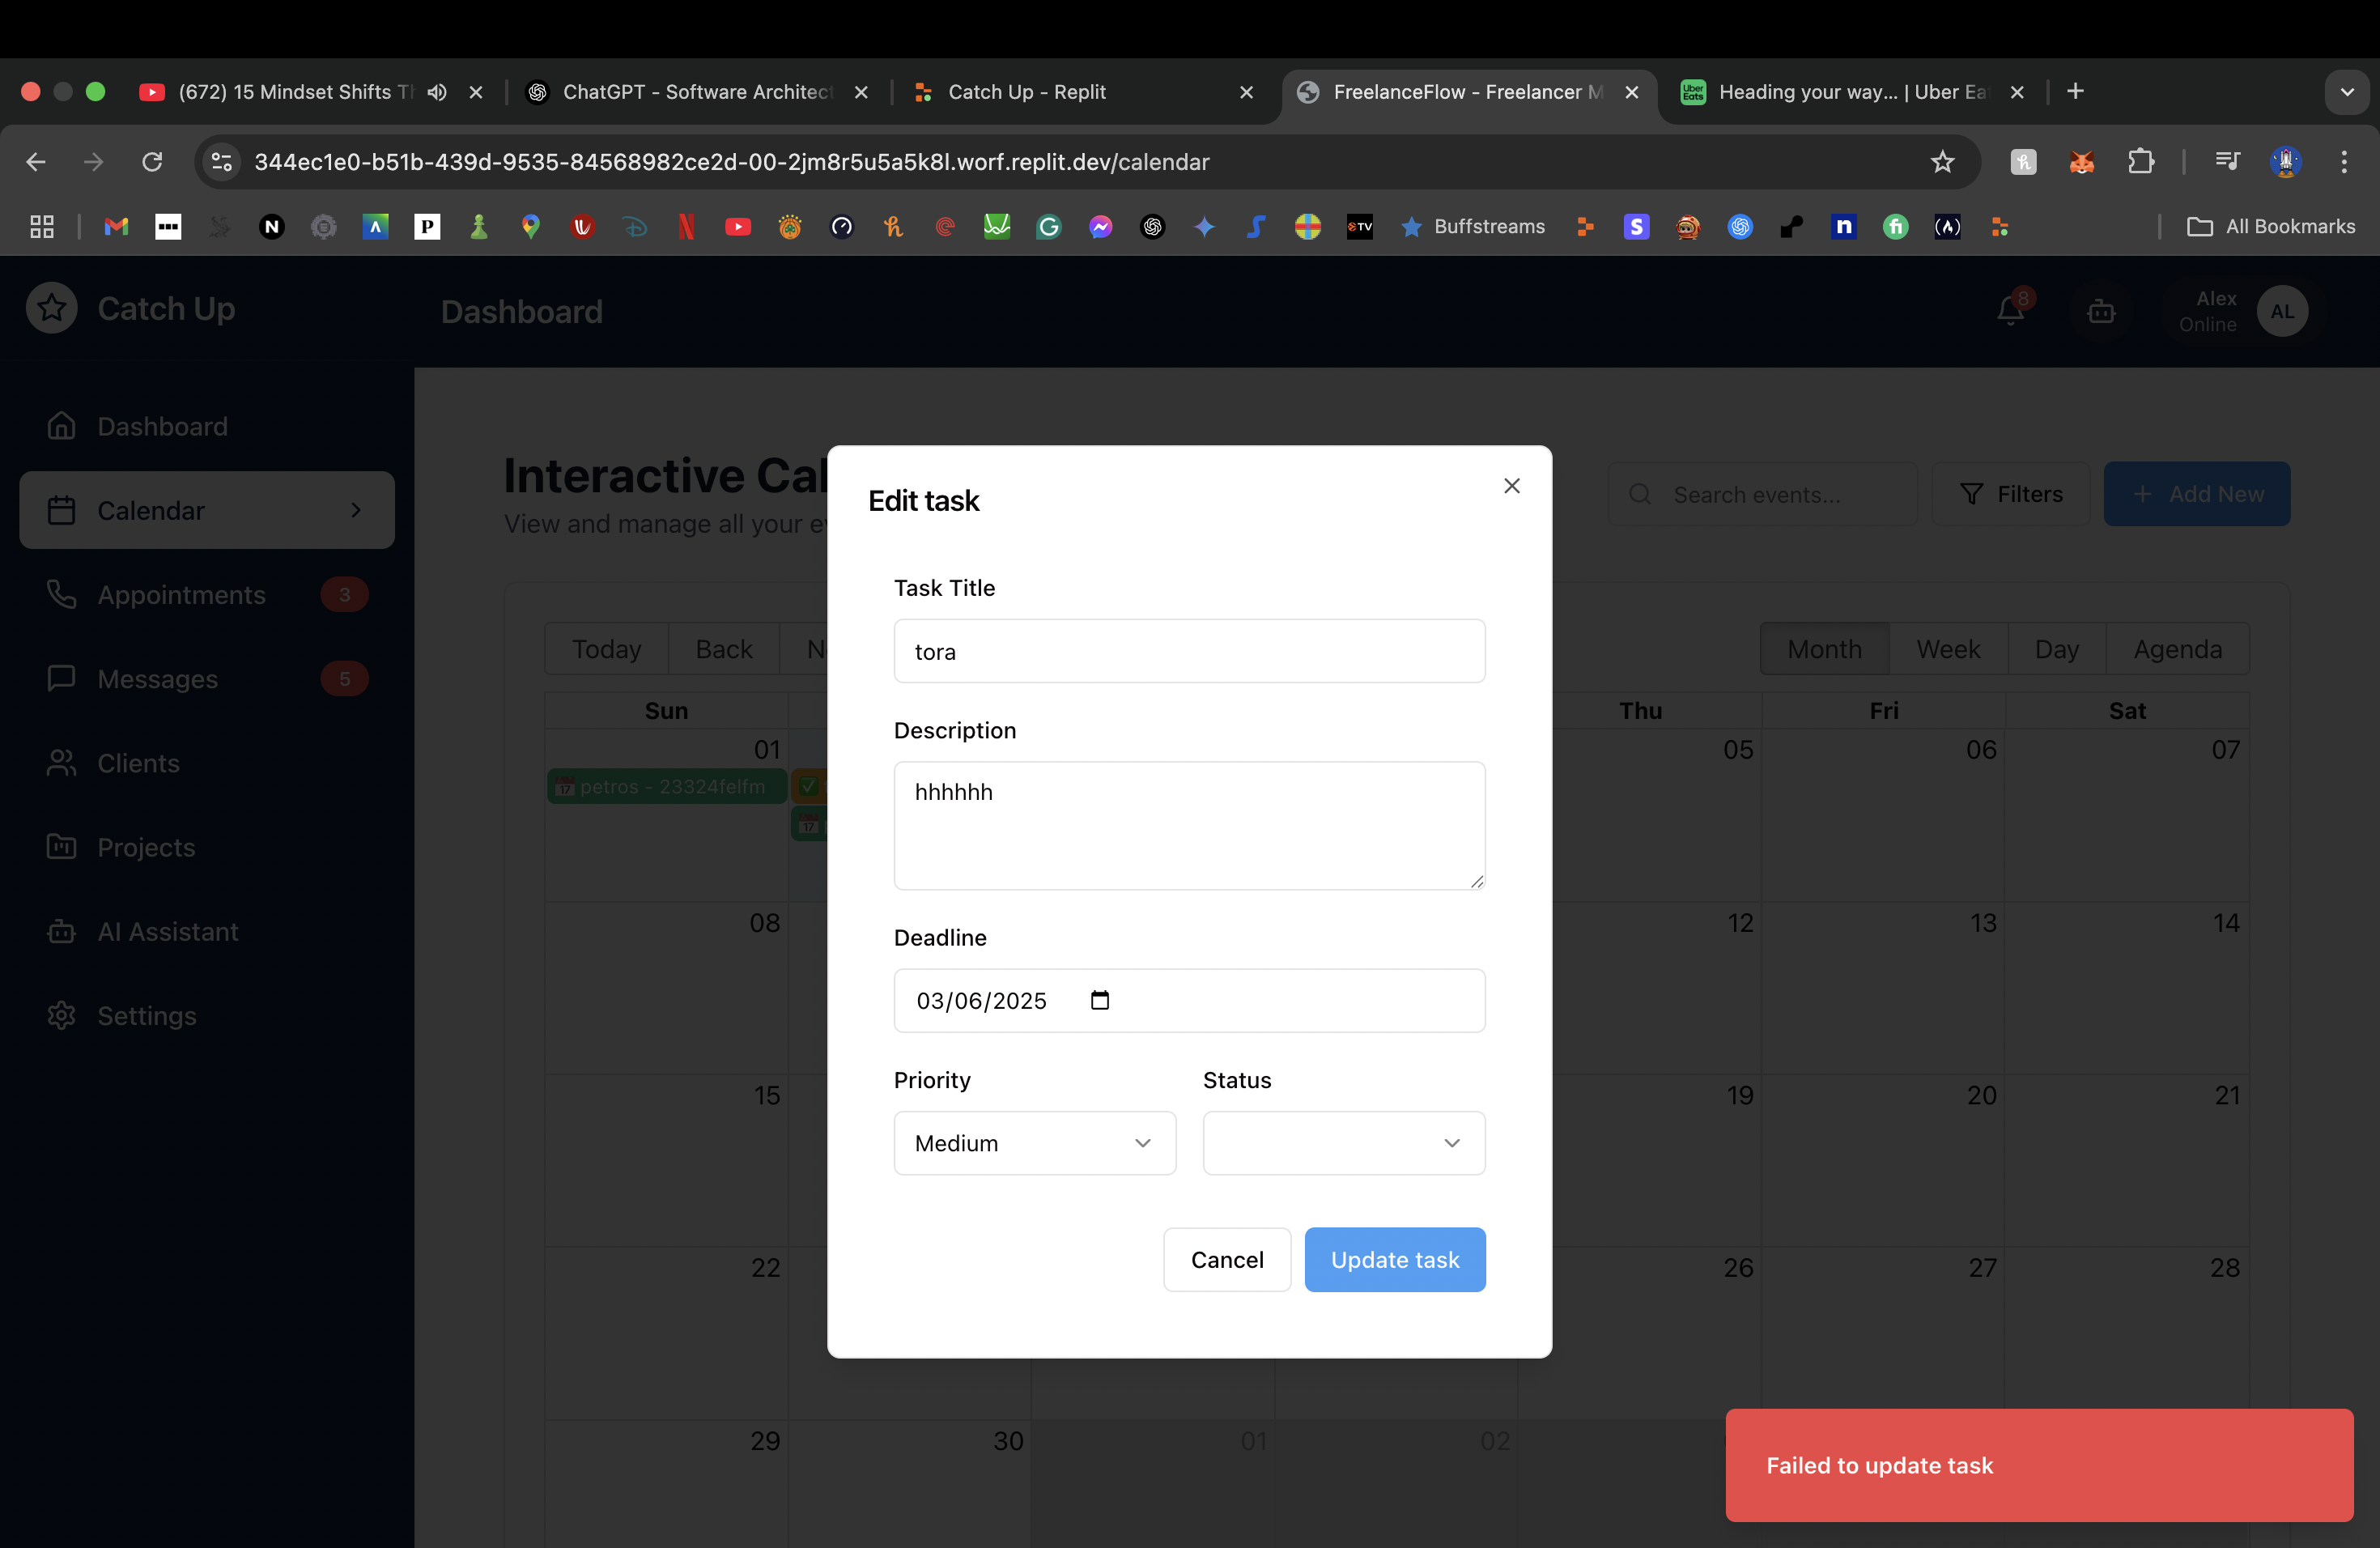 (672) 15 Mindset Shifts Th
ChatGPT - Software Architect
Catch Up - Replit
FreelanceFlow - Freelancer M
Heading your way... | Uber Ea
344ec1e0-b51b-439d-9535-84568982ce2d-00-2jm8r5u5a5k8l.worf.replit.dev/calendar
Buffstreams
All Bookmarks
Catch Up
Dashboard
8
Alex
Online
AL
Dashboard
Calendar
Appointments
3
Messages
5
Clients
Projects
AI Assistant
Settings
Interactive Cal
View and manage all your e
Search events...
Filters
Add New
Today
Back
N
Month
Week
Day
Agenda
Sun
Thu
Fri
Sat
01
05
06
07
17 petros - 23324felfm
17
08
12
13
14
15
19
20
21
22
26
27
28
29
30
01
02
Edit task
Task Title
tora
Description
hhhhhh
Deadline
03/06/2025
Priority
Status
Medium
Cancel
Update task
Failed to update task